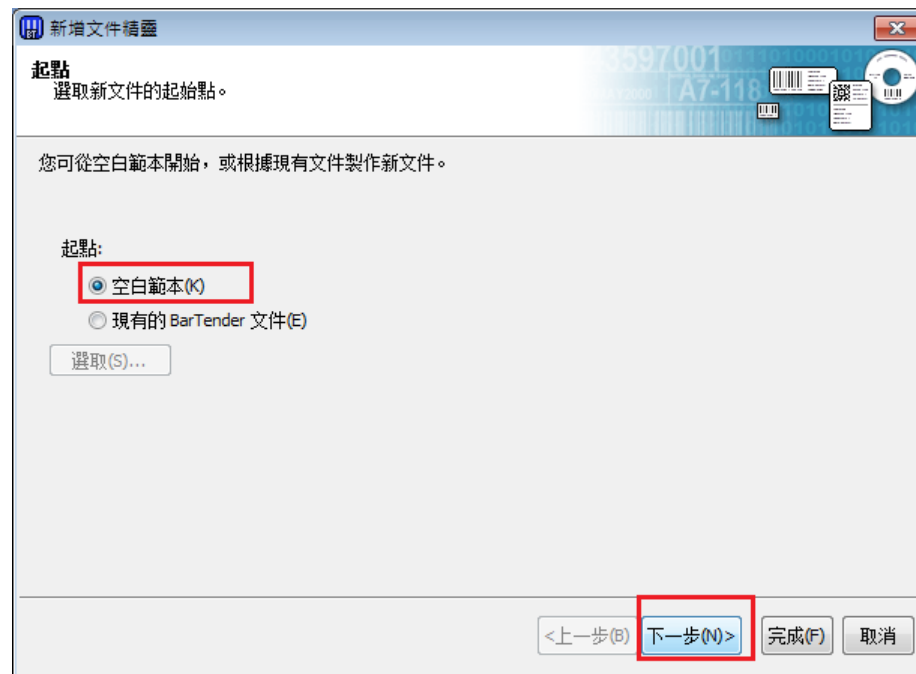 新增文件精靈
起點
選取新文件的起始點。
3597001
A7-118
您可從空白範本開始，或根據現有文件製作新文件。
起點:
空白範本(K)
現有的 BarTender 文件(E)
選取(S)...
<上一步(B) 下一步(N)> 完成(F) 取消